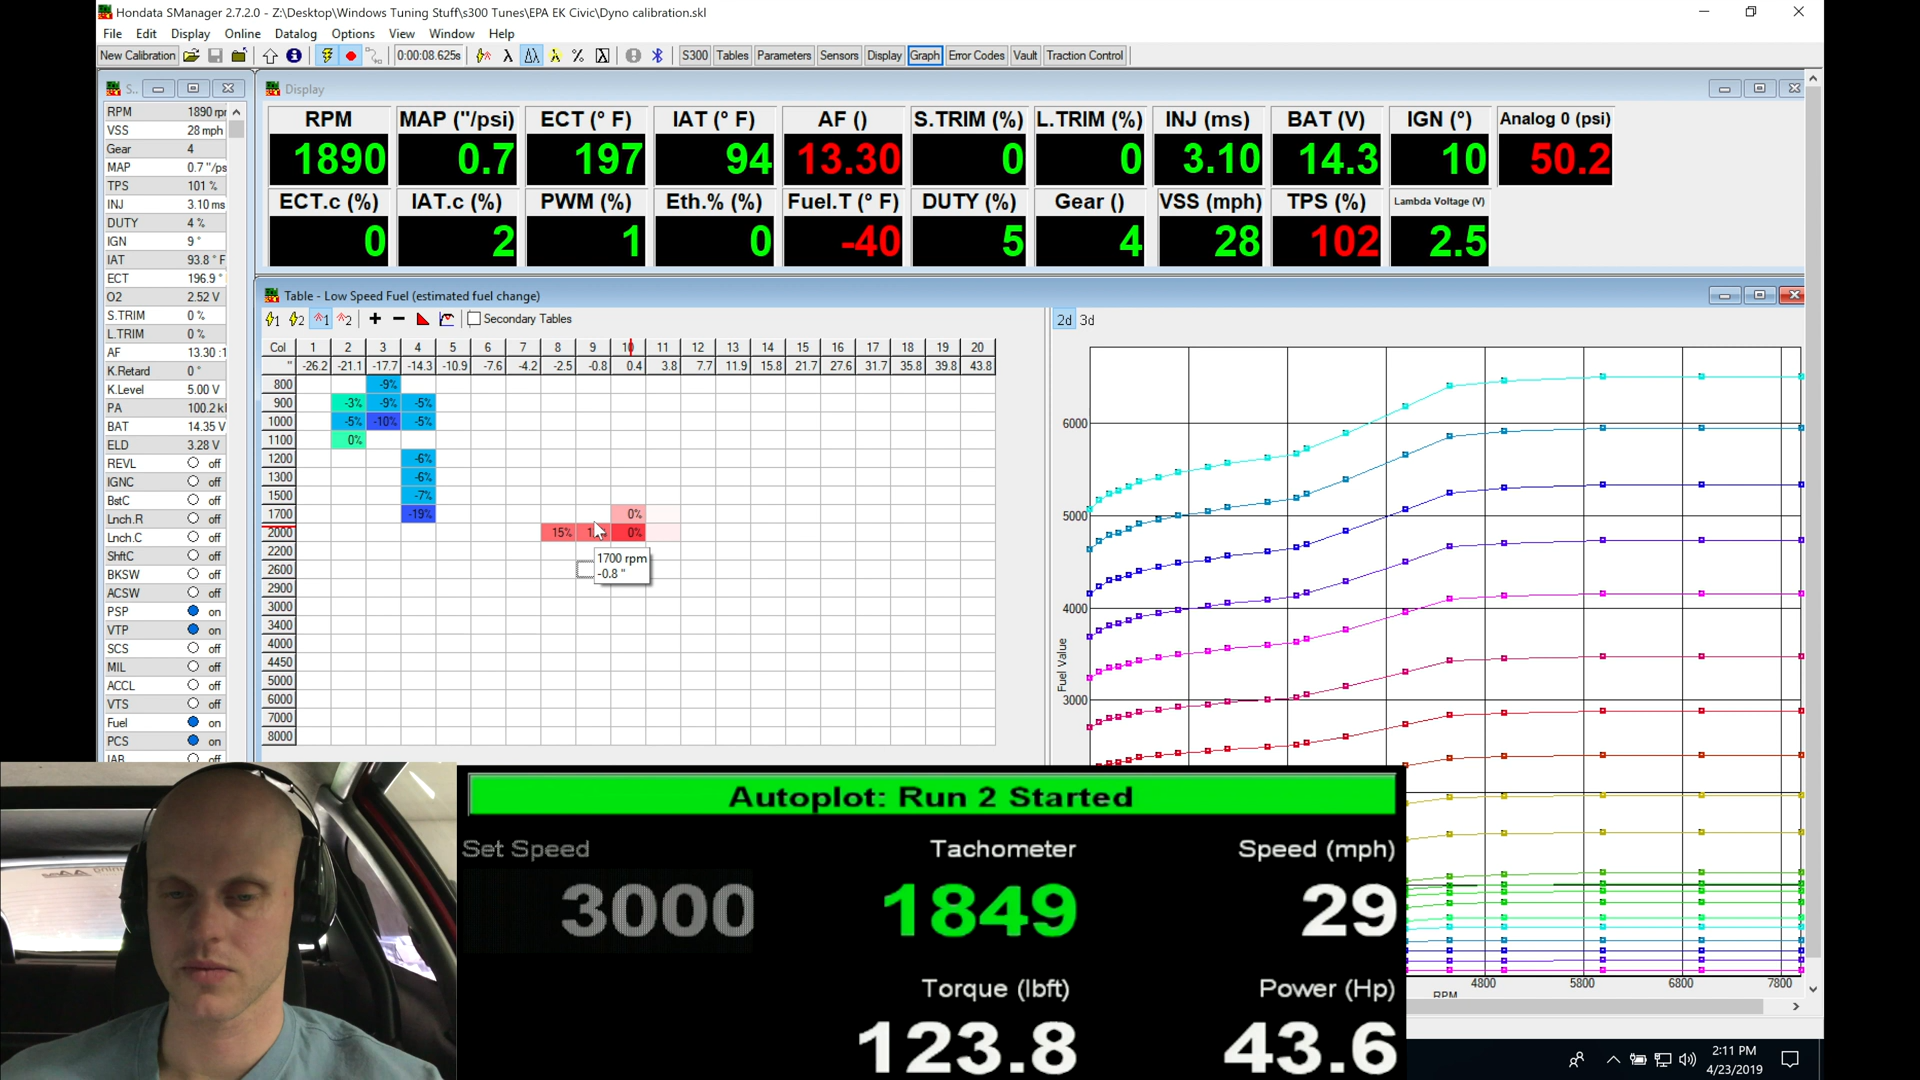 Hondata SManager 2.7.2.0 - Z:\Desktop\Windows Tuning Stuff\s300 Tunes\EPA EK Civic\Dyno calibration.skl
File Edit Display Online Datalog Options View Window Help
New Calibration 0:00:08.625s S300 Tables Parameters Sensors Display Graph Error Codes Vault Traction Control
S..
RPM 1890 rpm
VSS 28 mph
Gear 4
MAP 0.7 "/ps
TPS 101 %
INJ 3.10 ms
DUTY 4 %
IGN 9 °
IAT 93.8 ° F
ECT 196.9 °
O2 2.52 V
S.TRIM 0 %
L.TRIM 0 %
AF 13.30 :1
K.Retard 0 °
K.Level 5.00 V
PA 100.2 k
BAT 14.35 V
ELD 3.28 V
REVL off
IGNC off
BstC off
Lnch.R off
Lnch.C off
ShftC off
BKSW off
ACSW off
PSP on
VTP on
SCS off
MIL off
ACCL off
VTS off
Fuel on
PCS on
IAB off
Display
RPM MAP ("/psi) ECT (° F) IAT (° F) AF () S.TRIM (%) L.TRIM (%) INJ (ms) BAT (V) IGN (°) Analog 0 (psi)
1890 0.7 197 94 13.30 0 0 3.10 14.3 10 50.2
ECT.c (%) IAT.c (%) PWM (%) Eth.% (%) Fuel.T (° F) DUTY (%) Gear () VSS (mph) TPS (%) Lambda Voltage (V)
0 2 1 0 -40 5 4 28 102 2.5
Table - Low Speed Fuel (estimated fuel change)
1 2 1 2 Secondary Tables
Col 1 2 3 4 5 6 7 8 9 10 11 12 13 14 15 16 17 18 19 20
" -26.2 -21.1 -17.7 -14.3 -10.9 -7.6 -4.2 -2.5 -0.8 0.4 3.8 7.7 11.9 15.8 21.7 27.6 31.7 35.8 39.8 43.8
800 -9%
900 -3% -9% -5%
1000 -5% -10% -5%
1100 0%
1200 -6%
1300 -6%
1500 -7%
1700 -19% 0%
2000 15% 0%
2200
2600
2900
3000
3400
4000
4450
5000
6000
7000
8000
1700 rpm
-0.8 "
2d 3d
6000
5000
4000
3000
Fuel Value
4800 5800 6800 7800
RPM
Autoplot: Run 2 Started
Set Speed Tachometer Speed (mph)
3000 1849 29
Torque (lbft) Power (Hp)
123.8 43.6
2:11 PM
4/23/2019